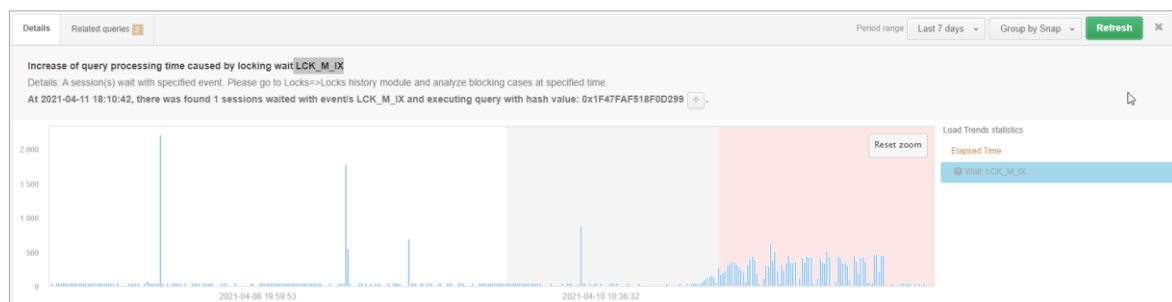 Details Related queries 2 Period range Last 7 days Group by Snap Refresh
Increase of query processing time caused by locking wait LCK_M_IX
Details: A session(s) wait with specified event. Please go to Locks=>Locks history module and analyze blocking cases at specified time.
At 2021-04-11 18:10:42, there was found 1 sessions waited with event/s LCK_M_IX and executing query with hash value: 0x1F47FAF518F0D299 + .
Load Trends statistics
Reset zoom
Elapsed Time
2 000
Wait: LCK_M_IX
1 500
1 000
500
0
2021-04-08 19:59:53 2021-04-10 10:36:32